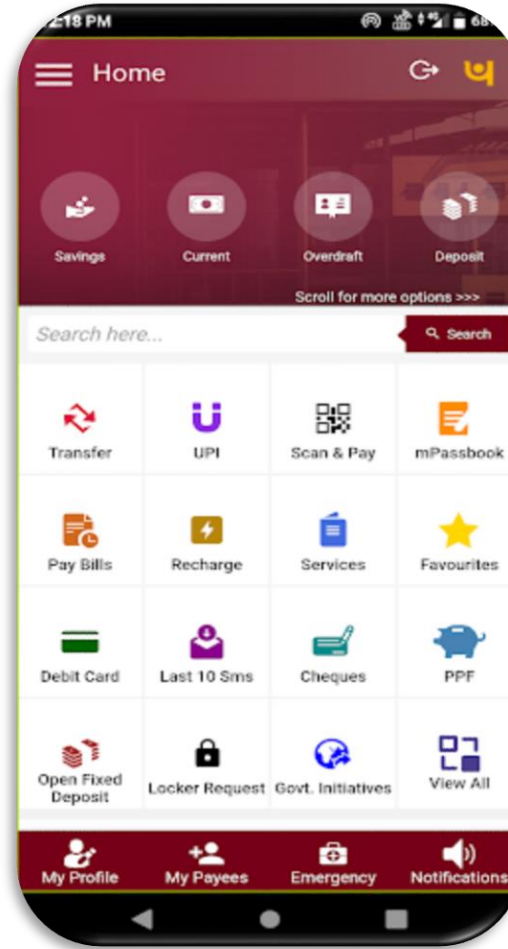 2:18 PM
68
Home
Savings Current Overdraft Deposit
Scroll for more options >>>
Search here... Search
Transfer UPI Scan & Pay mPassbook
Pay Bills Recharge Services Favourites
Debit Card Last 10 Sms Cheques PPF
Open Fixed
Deposit Locker Request Govt. Initiatives View All
My Profile My Payees Emergency Notifications